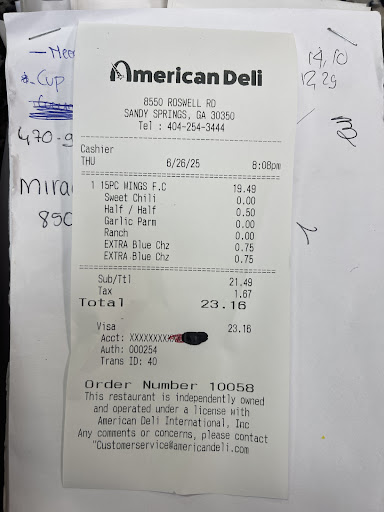 American Deli
8550 ROSWELL RD
SANDY SPRINGS, GA 30350
Tel : 404-254-3444
Cashier
THU 6/26/25 8:08pm
1 15PC WINGS F.C 19.49
Sweet Chili 0.00
Half / Half 0.50
Garlic Parm 0.00
Ranch 0.00
EXTRA Blue Chz 0.75
EXTRA Blue Chz 0.75
Sub/Ttl 21.49
Tax 1.67
Total 23.16
Visa 23.16
Acct: XXXXXXXXX
Auth: 000254
Trans ID: 40
Order Number 10058
This restaurant is independently owned
and operated under a license with
American Deli International, Inc
Any comments or concerns, please contact
"Customerservice@americandeli.com
Cup
470-9
Mira
850
14,10